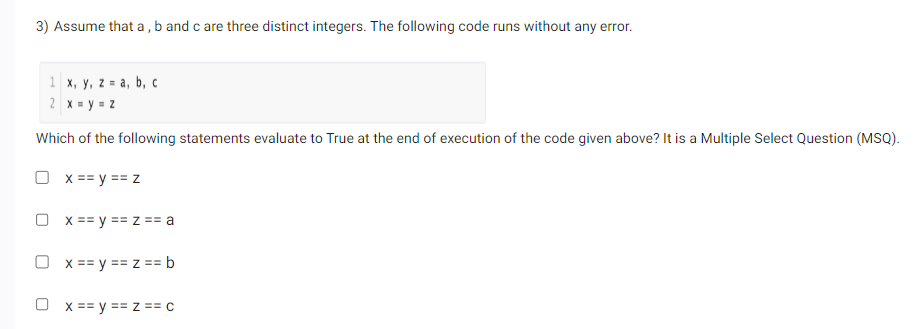 3) Assume that a , b and c are three distinct integers. The following code runs without any error.
1 x, y, z = a, b, c
2 x = y = z
Which of the following statements evaluate to True at the end of execution of the code given above? It is a Multiple Select Question (MSQ).
x == y == z
x == y == z == a
x == y == z == b
x == y == z == c